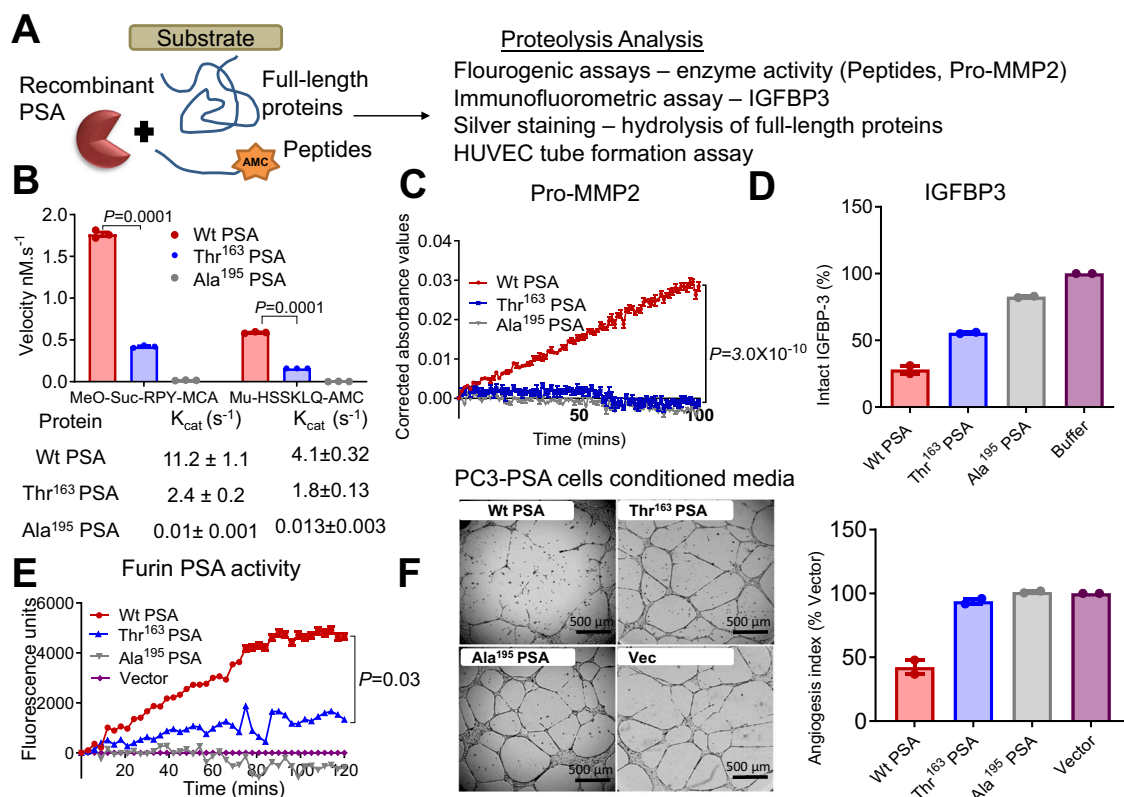 A
Substrate
Recombinant
PSA
Full-length
proteins
Peptides
AMC
Proteolysis Analysis
Flourogenic assays – enzyme activity (Peptides, Pro-MMP2)
Immunofluorometric assay – IGFBP3
Silver staining – hydrolysis of full-length proteins
HUVEC tube formation assay
B
Velocity nM.s⁻¹
2.0
1.5
1.0
0.5
0.0
P=0.0001
P=0.0001
Wt PSA
Thr¹⁶³ PSA
Ala¹⁹⁵ PSA
MeO-Suc-RPY-MCA Mu-HSSKLQ-AMC
Protein Kcat (s⁻¹) Kcat (s⁻¹)
Wt PSA 11.2 ± 1.1 4.1±0.32
Thr¹⁶³ PSA 2.4 ± 0.2 1.8±0.13
Ala¹⁹⁵ PSA 0.01± 0.001 0.013±0.003
C
Pro-MMP2
Corrected absorbance values
0.04
0.03
0.02
0.01
0.00
Wt PSA
Thr¹⁶³ PSA
Ala¹⁹⁵ PSA
P=3.0X10⁻¹⁰
50 100
Time (mins)
D
IGFBP3
Intact IGFBP-3 (%)
150
100
50
0
Wt PSA
Thr¹⁶³ PSA
Ala¹⁹⁵ PSA
Buffer
E
Furin PSA activity
Fluorescence units
6000
4000
2000
0
Wt PSA
Thr¹⁶³ PSA
Ala¹⁹⁵ PSA
Vector
P=0.03
20 40 60 80 100 120
Time (mins)
F
PC3-PSA cells conditioned media
Wt PSA
500 µm
Thr¹⁶³ PSA
500 µm
Ala¹⁹⁵ PSA
500 µm
Vec
500 µm
Angiogenesis index (% Vector)
150
100
50
0
Wt PSA
Thr¹⁶³ PSA
Ala¹⁹⁵ PSA
Vector